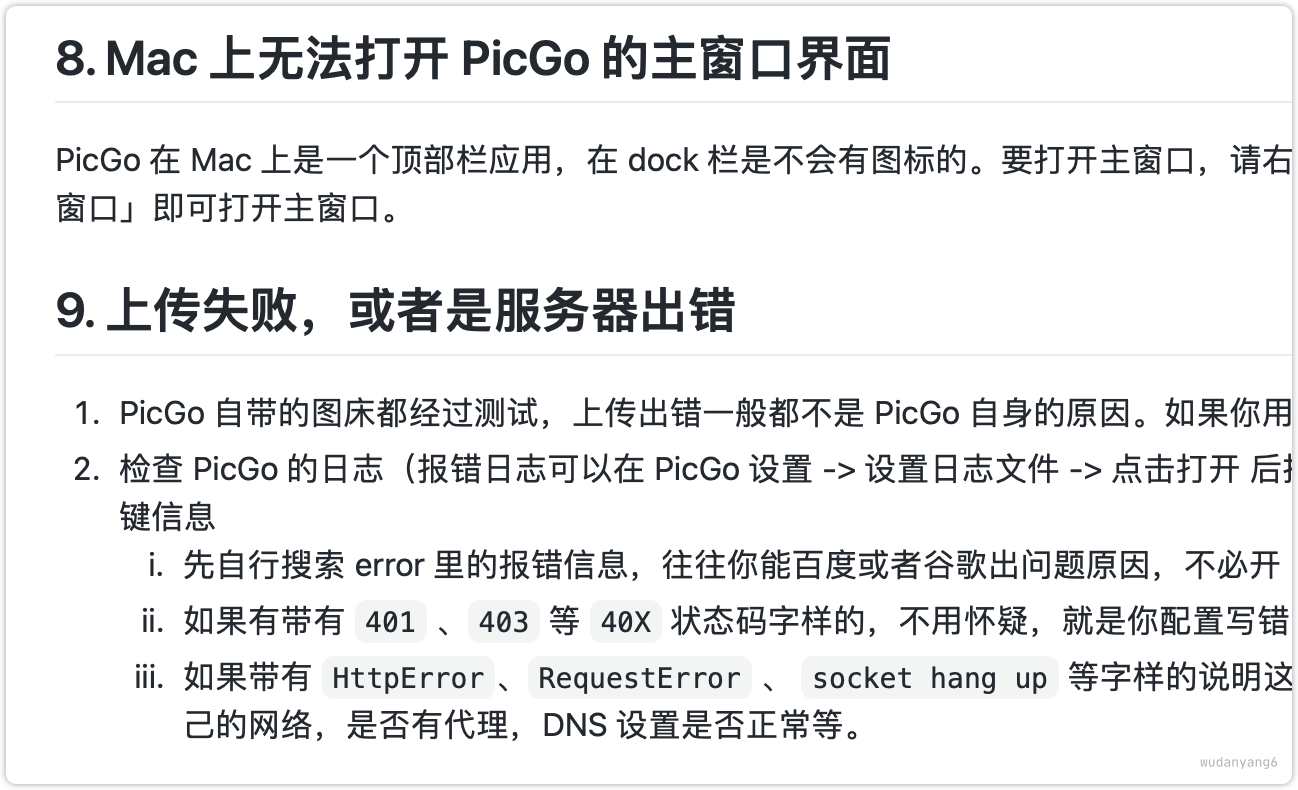 8. Mac 上无法打开 PicGo 的主窗口界面
PicGo 在 Mac 上是一个顶部栏应用，在 dock 栏是不会有图标的。要打开主窗口，请右
窗口」即可打开主窗口。
9. 上传失败，或者是服务器出错
1. PicGo 自带的图床都经过测试，上传出错一般都不是 PicGo 自身的原因。如果你用
2. 检查 PicGo 的日志（报错日志可以在 PicGo 设置 -> 设置日志文件 -> 点击打开 后
键信息
i. 先自行搜索 error 里的报错信息，往往你能百度或者谷歌出问题原因，不必开
ii. 如果有带有 401 、403 等 40X 状态码字样的，不用怀疑，就是你配置写错
iii. 如果带有 HttpError、RequestError 、 socket hang up 等字样的说明这
己的网络，是否有代理，DNS 设置是否正常等。
wudanyang6